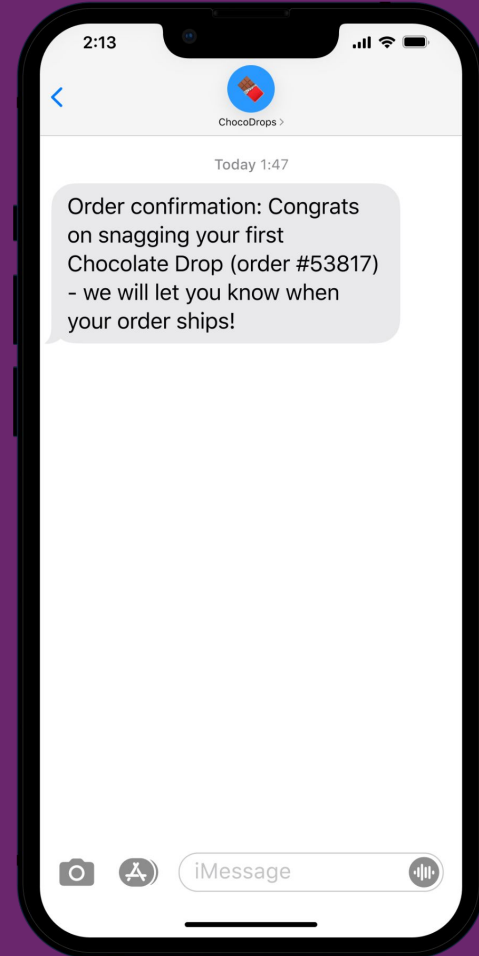 2:13
ChocoDrops >
Today 1:47
Order confirmation: Congrats
on snagging your first
Chocolate Drop (order #53817)
- we will let you know when
your order ships!
iMessage